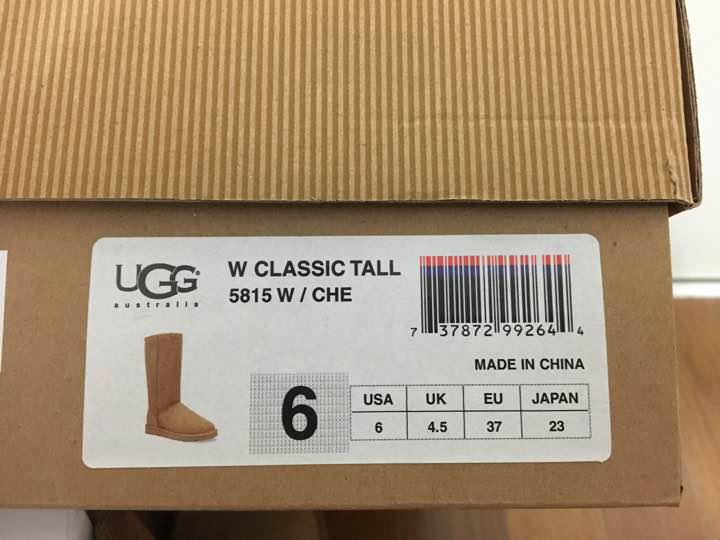 UGG®
australia
W CLASSIC TALL
5815 W / CHE
7 37872 99264 4
MADE IN CHINA
6
USA UK EU JAPAN
6 4.5 37 23